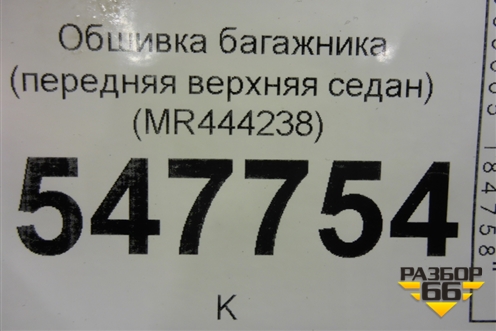 Обшивка багажника
(передняя верхняя седан)
(MR444238)
547754
К
РАЗБОР
66